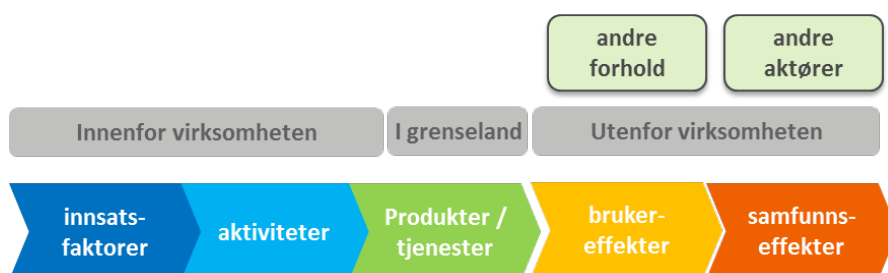 andre
forhold
andre
aktører
Innenfor virksomheten
I grenseland
Utenfor virksomheten
innsats-
faktorer
aktiviteter
Produkter /
tjenester
bruker-
effekter
samfunns-
effekter